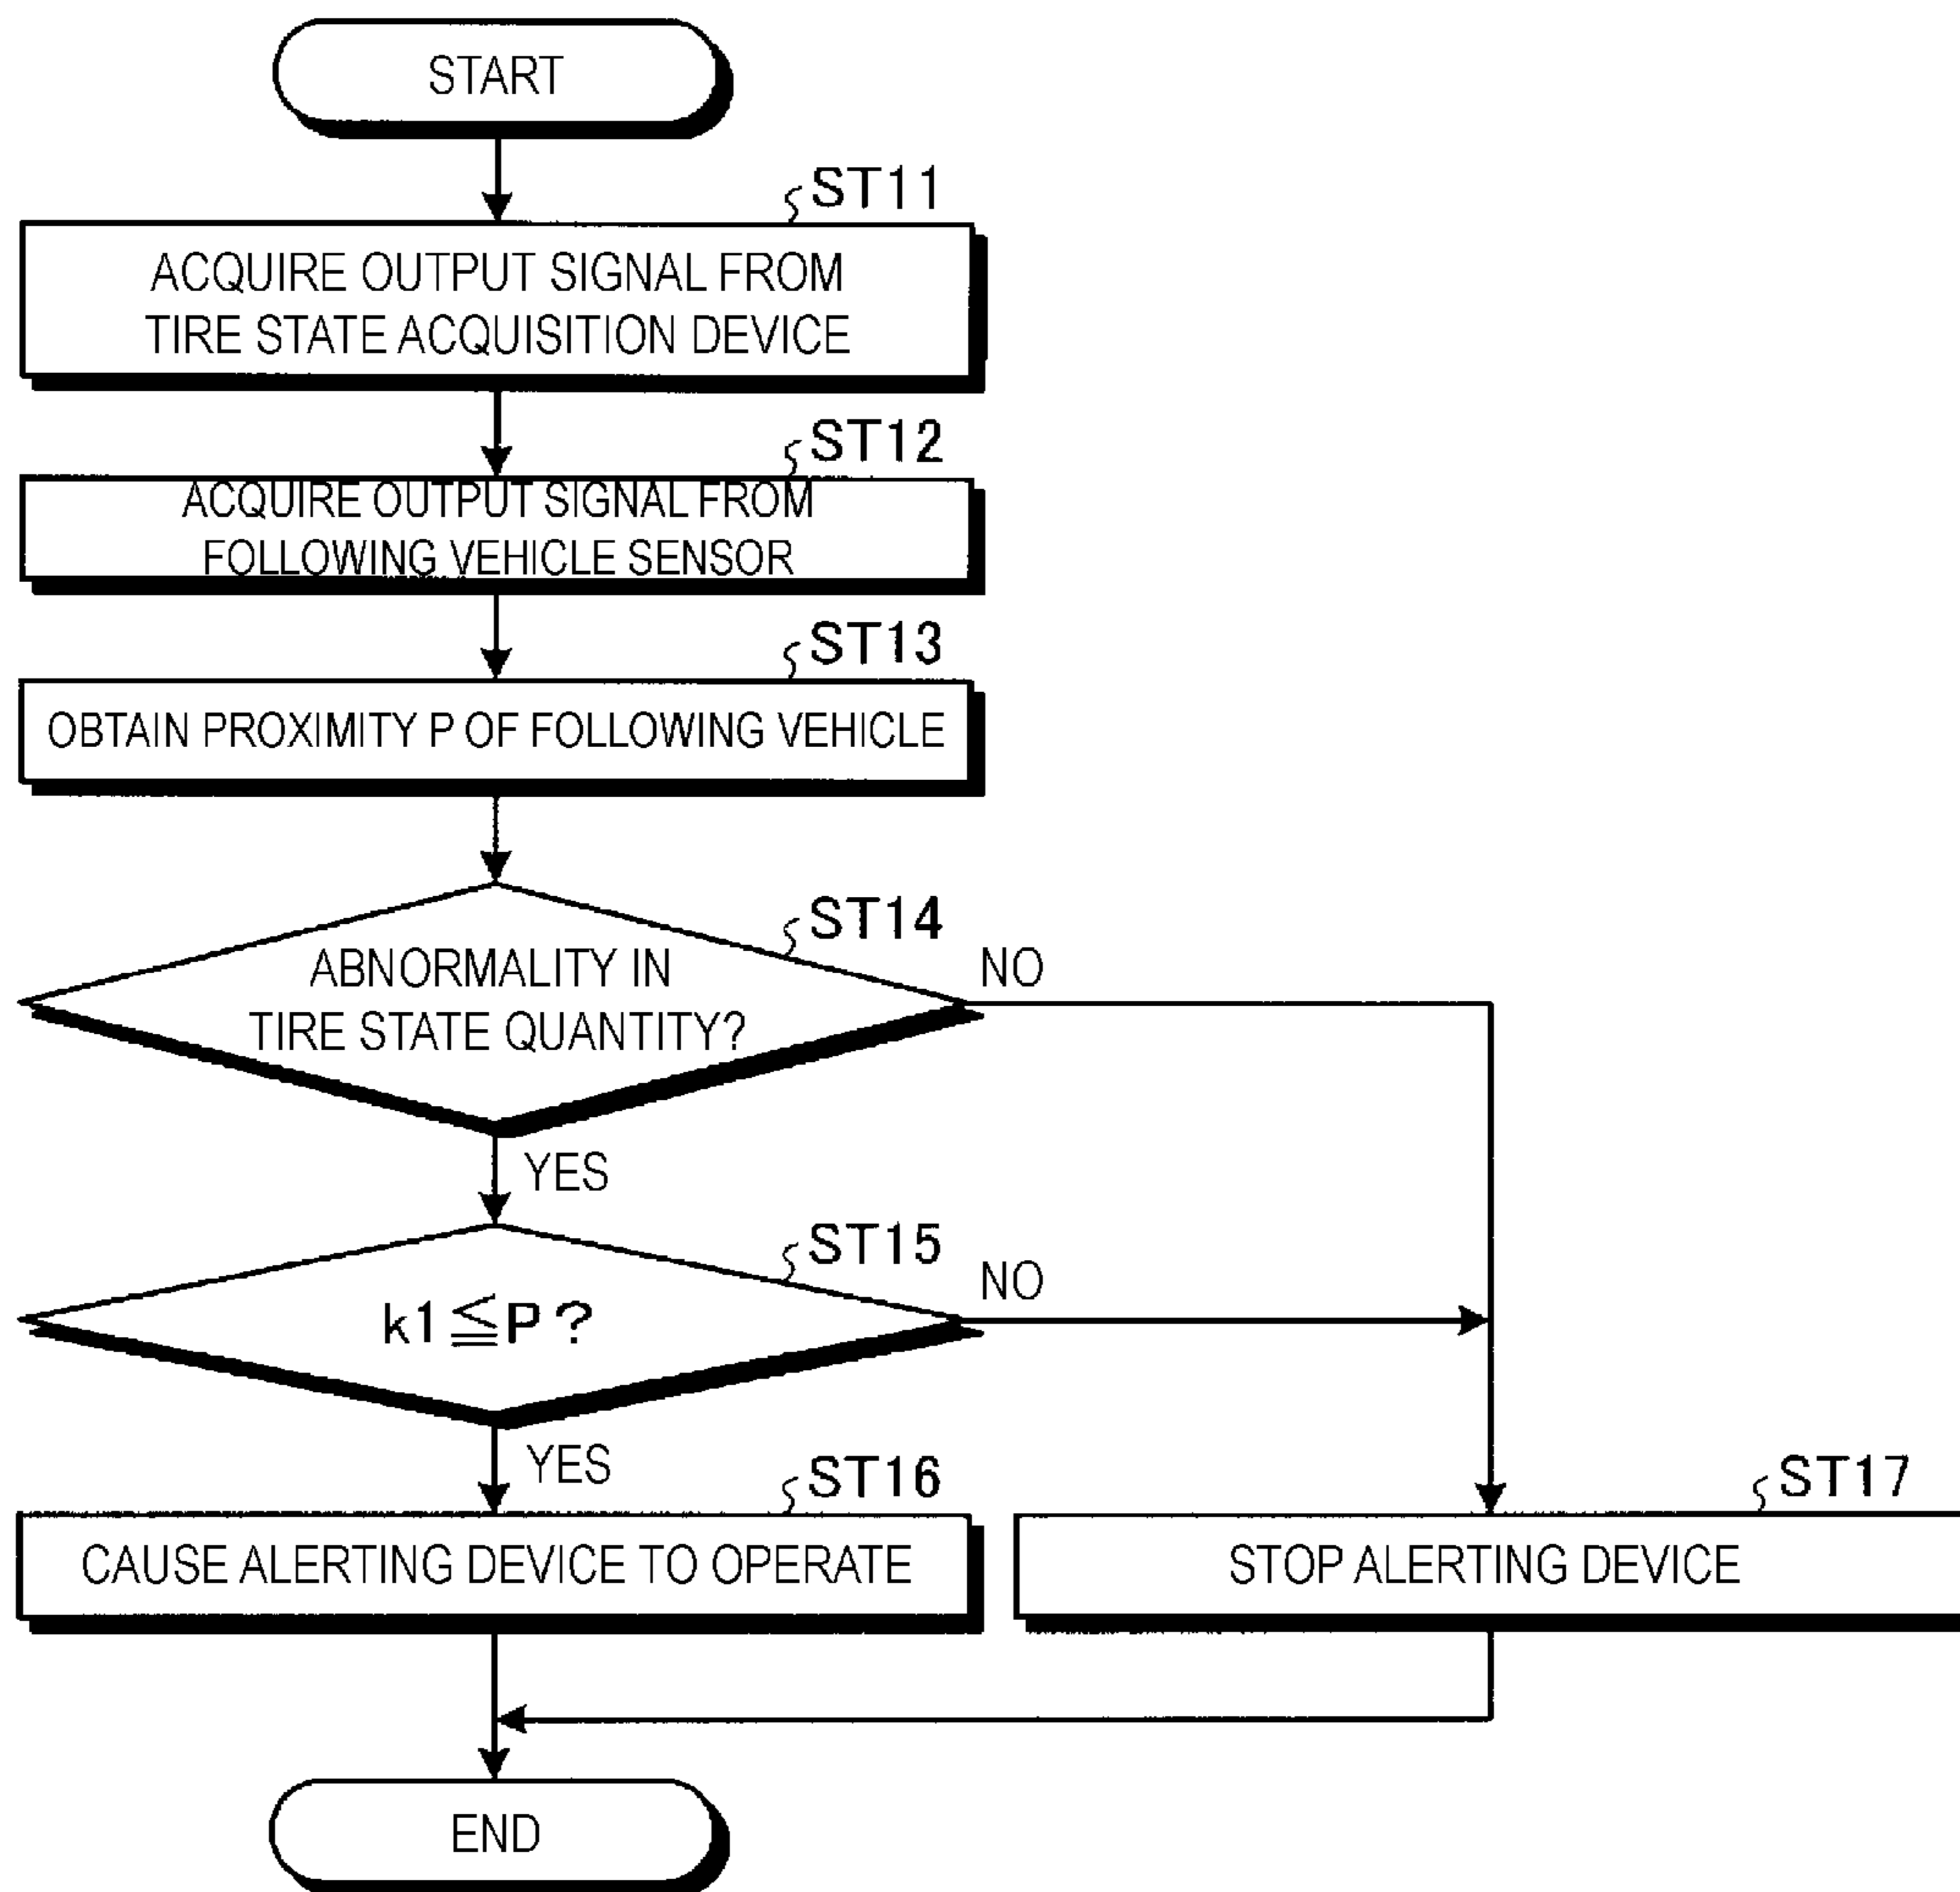 START
ST11
ACQUIRE OUTPUT SIGNAL FROM
TIRE STATE ACQUISITION DEVICE
ST12
ACQUIRE OUTPUT SIGNAL FROM
FOLLOWING VEHICLE SENSOR
ST13
OBTAIN PROXIMITY P OF FOLLOWING VEHICLE
ST14
ABNORMALITY IN
TIRE STATE QUANTITY?
NO
YES
ST15
k1≦P?
NO
YES
ST16
CAUSE ALERTING DEVICE TO OPERATE
ST17
STOP ALERTING DEVICE
END